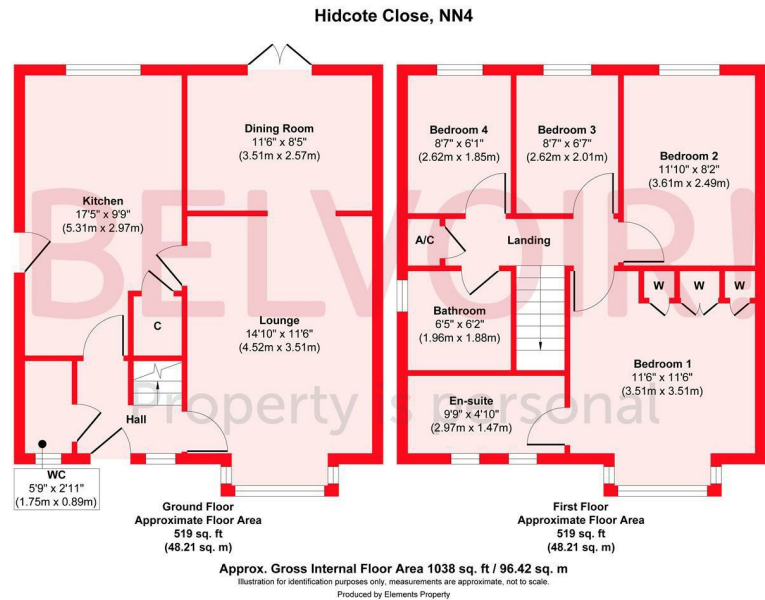 Hidcote Close, NN4
Dining Room
11'6" x 8'5"
(3.51m x 2.57m)
Kitchen
17'5" x 9'9"
(5.31m x 2.97m)
C
Lounge
14'10" x 11'6"
(4.52m x 3.51m)
Hall
WC
5'9" x 2'11"
(1.75m x 0.89m)
Ground Floor
Approximate Floor Area
519 sq. ft
(48.21 sq. m)
Bedroom 4
8'7" x 6'1"
(2.62m x 1.85m)
Bedroom 3
8'7" x 6'7"
(2.62m x 2.01m)
Bedroom 2
11'10" x 8'2"
(3.61m x 2.49m)
A/C
Landing
W
W
W
Bathroom
6'5" x 6'2"
(1.96m x 1.88m)
Bedroom 1
11'6" x 11'6"
(3.51m x 3.51m)
En-suite
9'9" x 4'10"
(2.97m x 1.47m)
First Floor
Approximate Floor Area
519 sq. ft
(48.21 sq. m)
BELVOIR!
Property is personal
Approx. Gross Internal Floor Area 1038 sq. ft / 96.42 sq. m
Illustration for identification purposes only, measurements are approximate, not to scale.
Produced by Elements Property